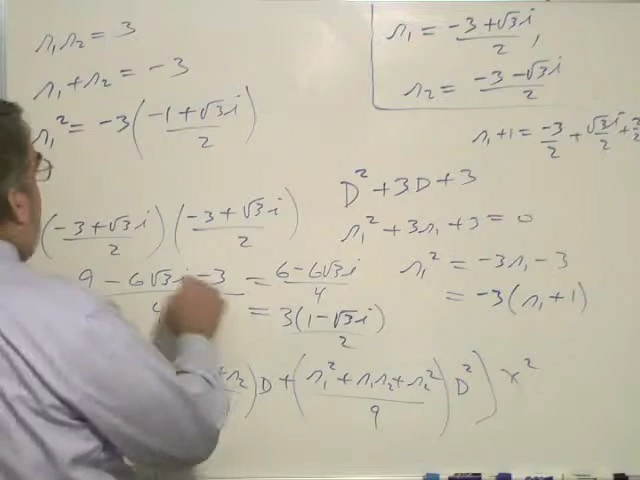 r₁r₂ = 3
r₁ + r₂ = -3
r₁² = -3((-1 + √3i)/2)
r₁ = (-3 + √3i)/2,
r₂ = (-3 - √3i)/2
r₁ + 1 = -3/2 + √3i/2 + 2/2
((-3 + √3i)/2)((-3 + √3i)/2)
9 - 6√3i - 3 = (6 - 6√3i)/4
= 3(1 - √3i)/2
D² + 3D + 3
r₁² + 3r₁ + 3 = 0
r₁² = -3r₁ - 3
= -3(r₁ + 1)
)D + ((r₁² + r₁r₂ + r₂²)/9)D²) x²